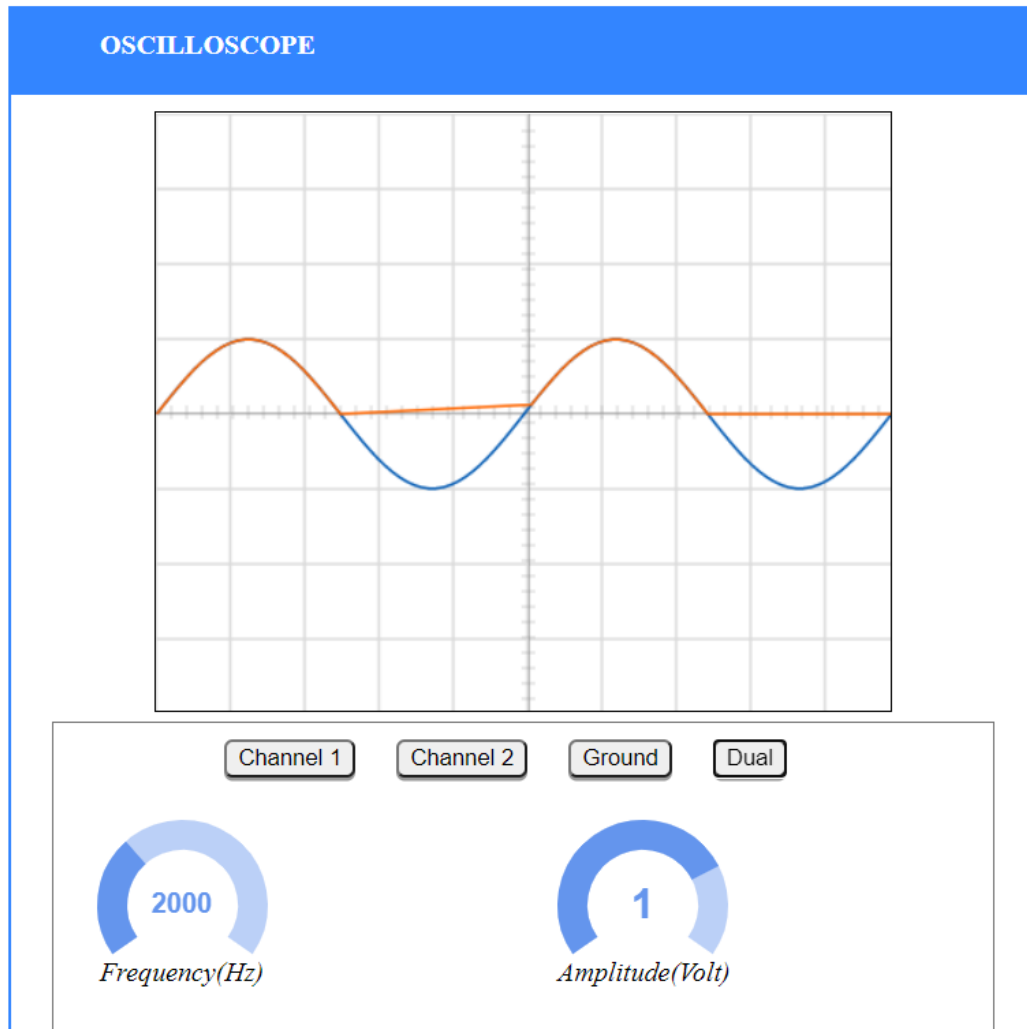 OSCILLOSCOPE
Channel 1 Channel 2 Ground Dual
2000 1
Frequency(Hz) Amplitude(Volt)